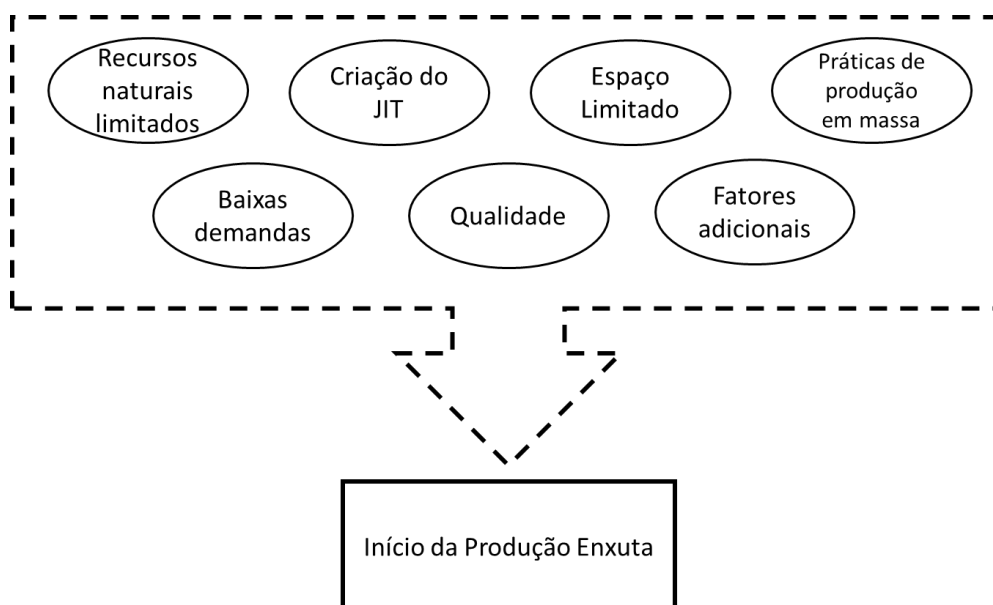 Recursos
naturais
limitados
Criação do
JIT
Espaço
Limitado
Práticas de
produção
em massa
Baixas
demandas
Qualidade
Fatores
adicionais
Início da Produção Enxuta